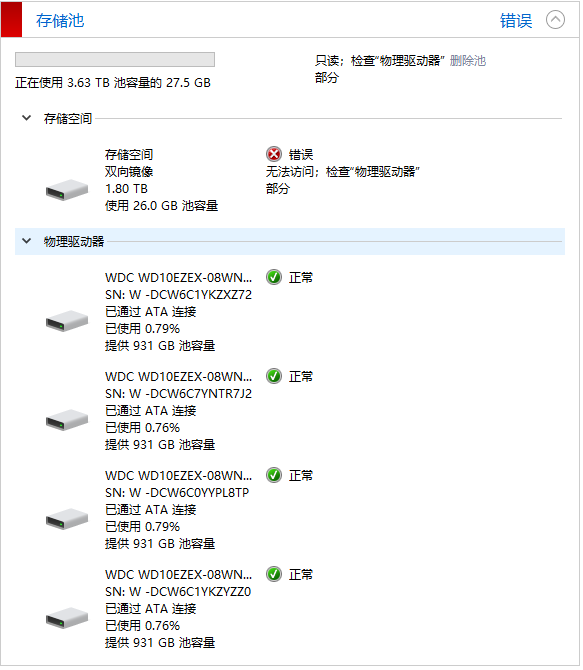 存储池
错误
正在使用 3.63 TB 池容量的 27.5 GB
只读；检查“物理驱动器” 删除池
部分
存储空间
存储空间
双向镜像
1.80 TB
使用 26.0 GB 池容量
错误
无法访问；检查“物理驱动器”
部分
物理驱动器
WDC WD10EZEX-08WN...
正常
SN: W -DCW6C1YKZXZ72
已通过 ATA 连接
已使用 0.79%
提供 931 GB 池容量
WDC WD10EZEX-08WN...
正常
SN: W -DCW6C7YNTR7J2
已通过 ATA 连接
已使用 0.76%
提供 931 GB 池容量
WDC WD10EZEX-08WN...
正常
SN: W -DCW6C0YYPL8TP
已通过 ATA 连接
已使用 0.79%
提供 931 GB 池容量
WDC WD10EZEX-08WN...
正常
SN: W -DCW6C1YKZYZZ0
已通过 ATA 连接
已使用 0.76%
提供 931 GB 池容量